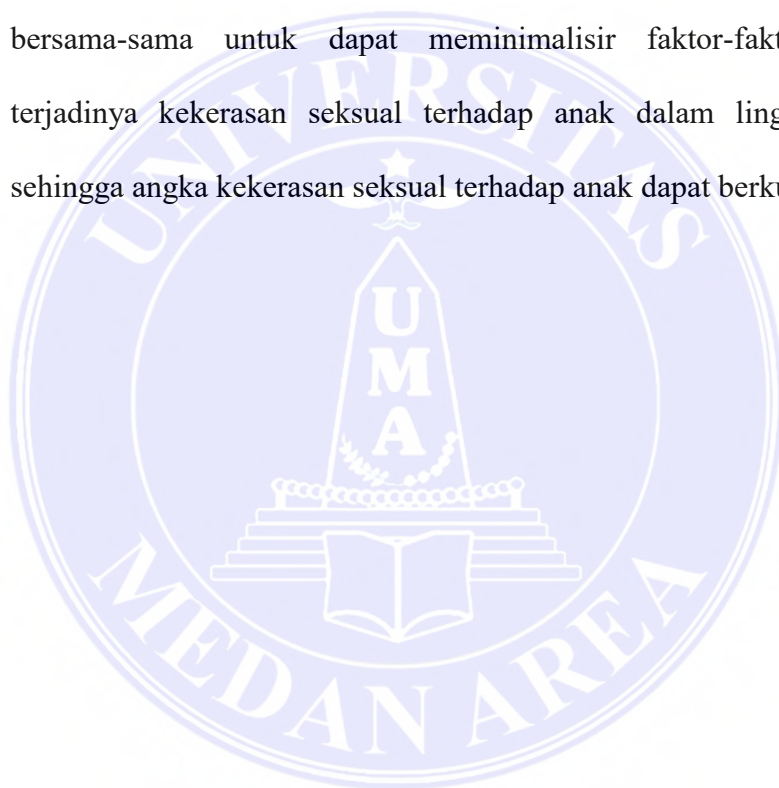 bersama-sama untuk dapat meminimalisir faktor-fakt
terjadinya kekerasan seksual terhadap anak dalam ling
sehingga angka kekerasan seksual terhadap anak dapat berku
UNIVERSITAS
U
M
A
MEDAN AREA